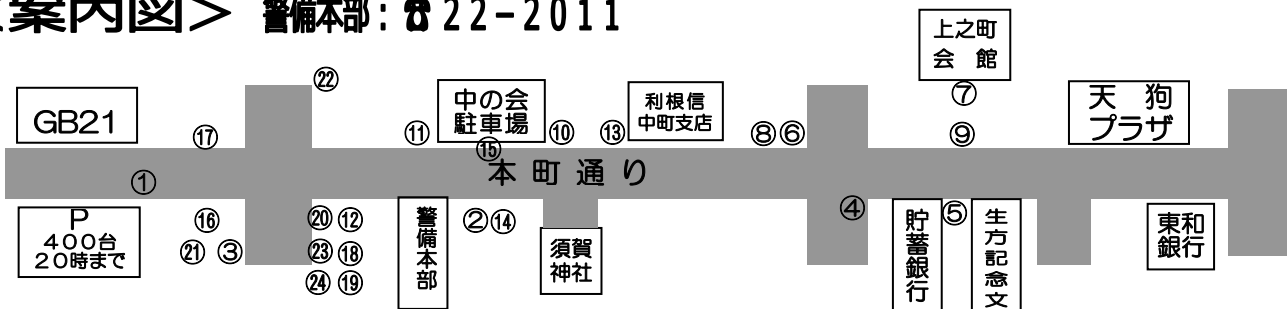 案内図＞ 警備本部：☎22-2011
上之町
会 館
㉒
GB21
中の会
駐車場
利根信
中町支店
天 狗
プラザ
⑦
⑰
⑪
⑩
⑬
⑧⑥
⑨
⑮
本町通り
①
P
400台
20時まで
⑯
㉑ ③
⑳⑫
㉓⑱
㉔⑲
警備本部
②⑭
須賀
神社
④
貯蓄銀行
⑤
生方記念文
東和
銀行